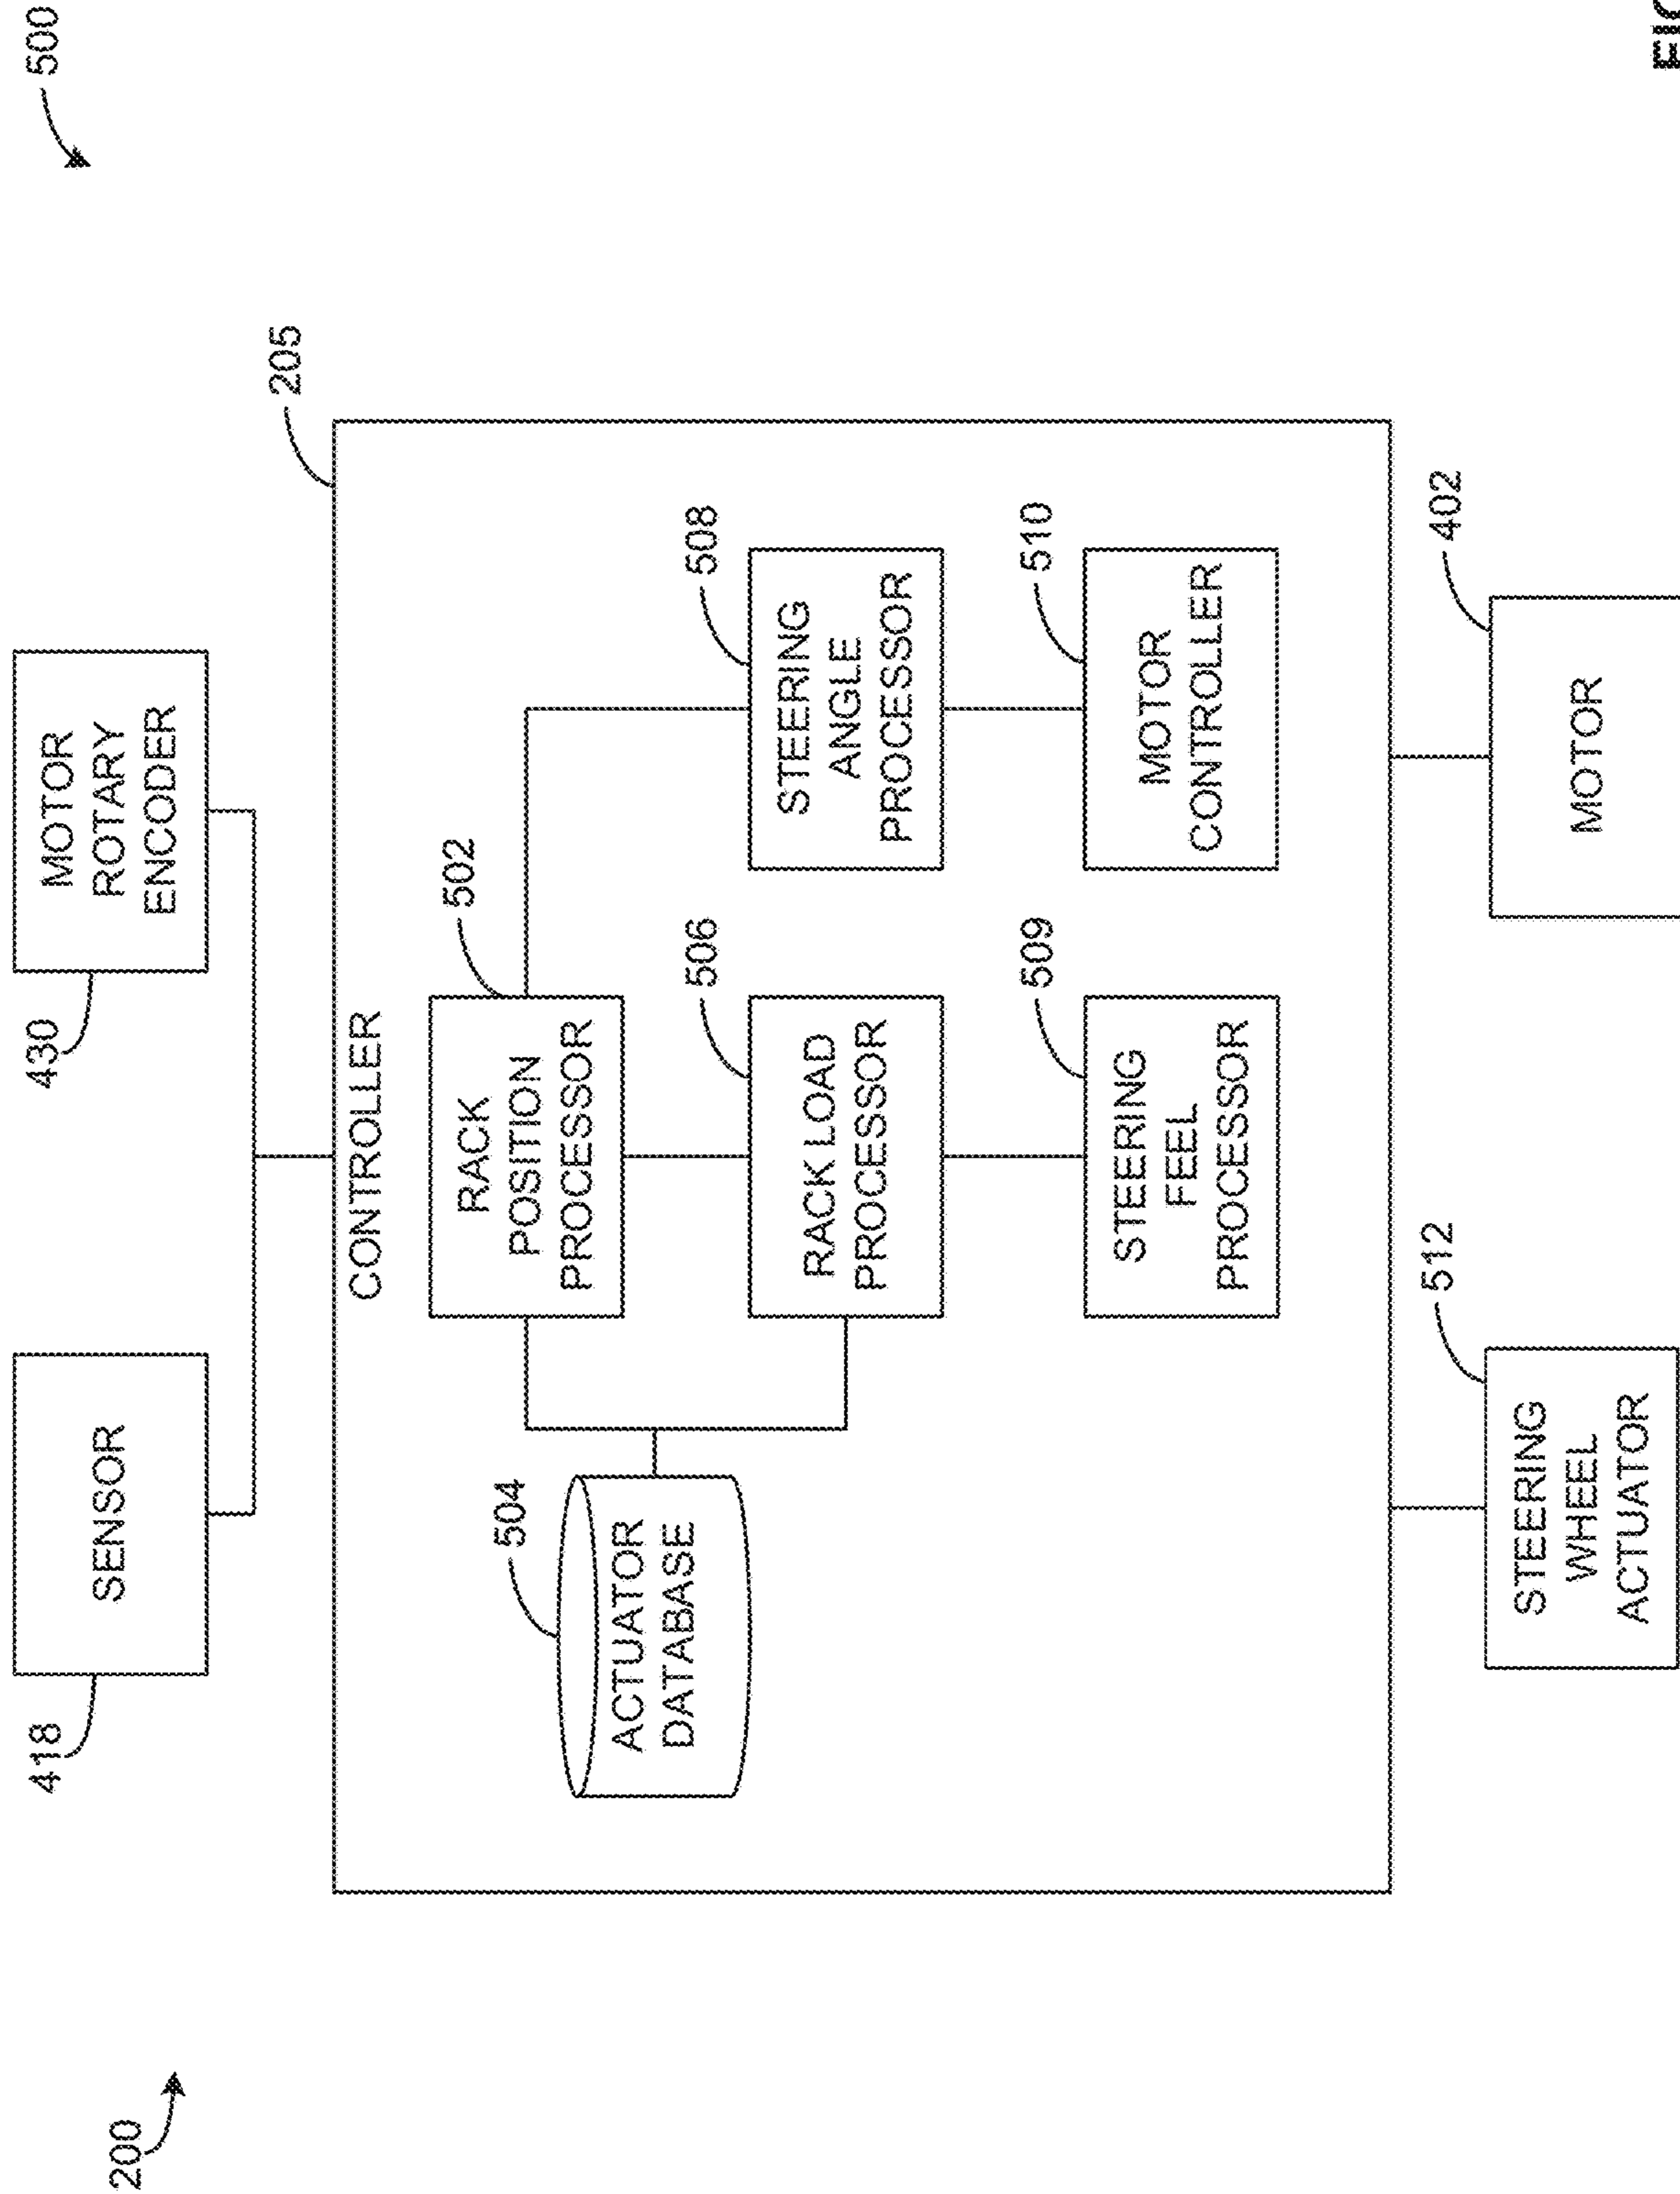 200
500
418
SENSOR
430
MOTOR
ROTARY
ENCODER
205
CONTROLLER
502
RACK
POSITION
PROCESSOR
504
ACTUATOR
DATABASE
506
RACK LOAD
PROCESSOR
508
STEERING
ANGLE
PROCESSOR
509
STEERING
FEEL
PROCESSOR
510
MOTOR
CONTROLLER
512
STEERING
WHEEL
ACTUATOR
402
MOTOR